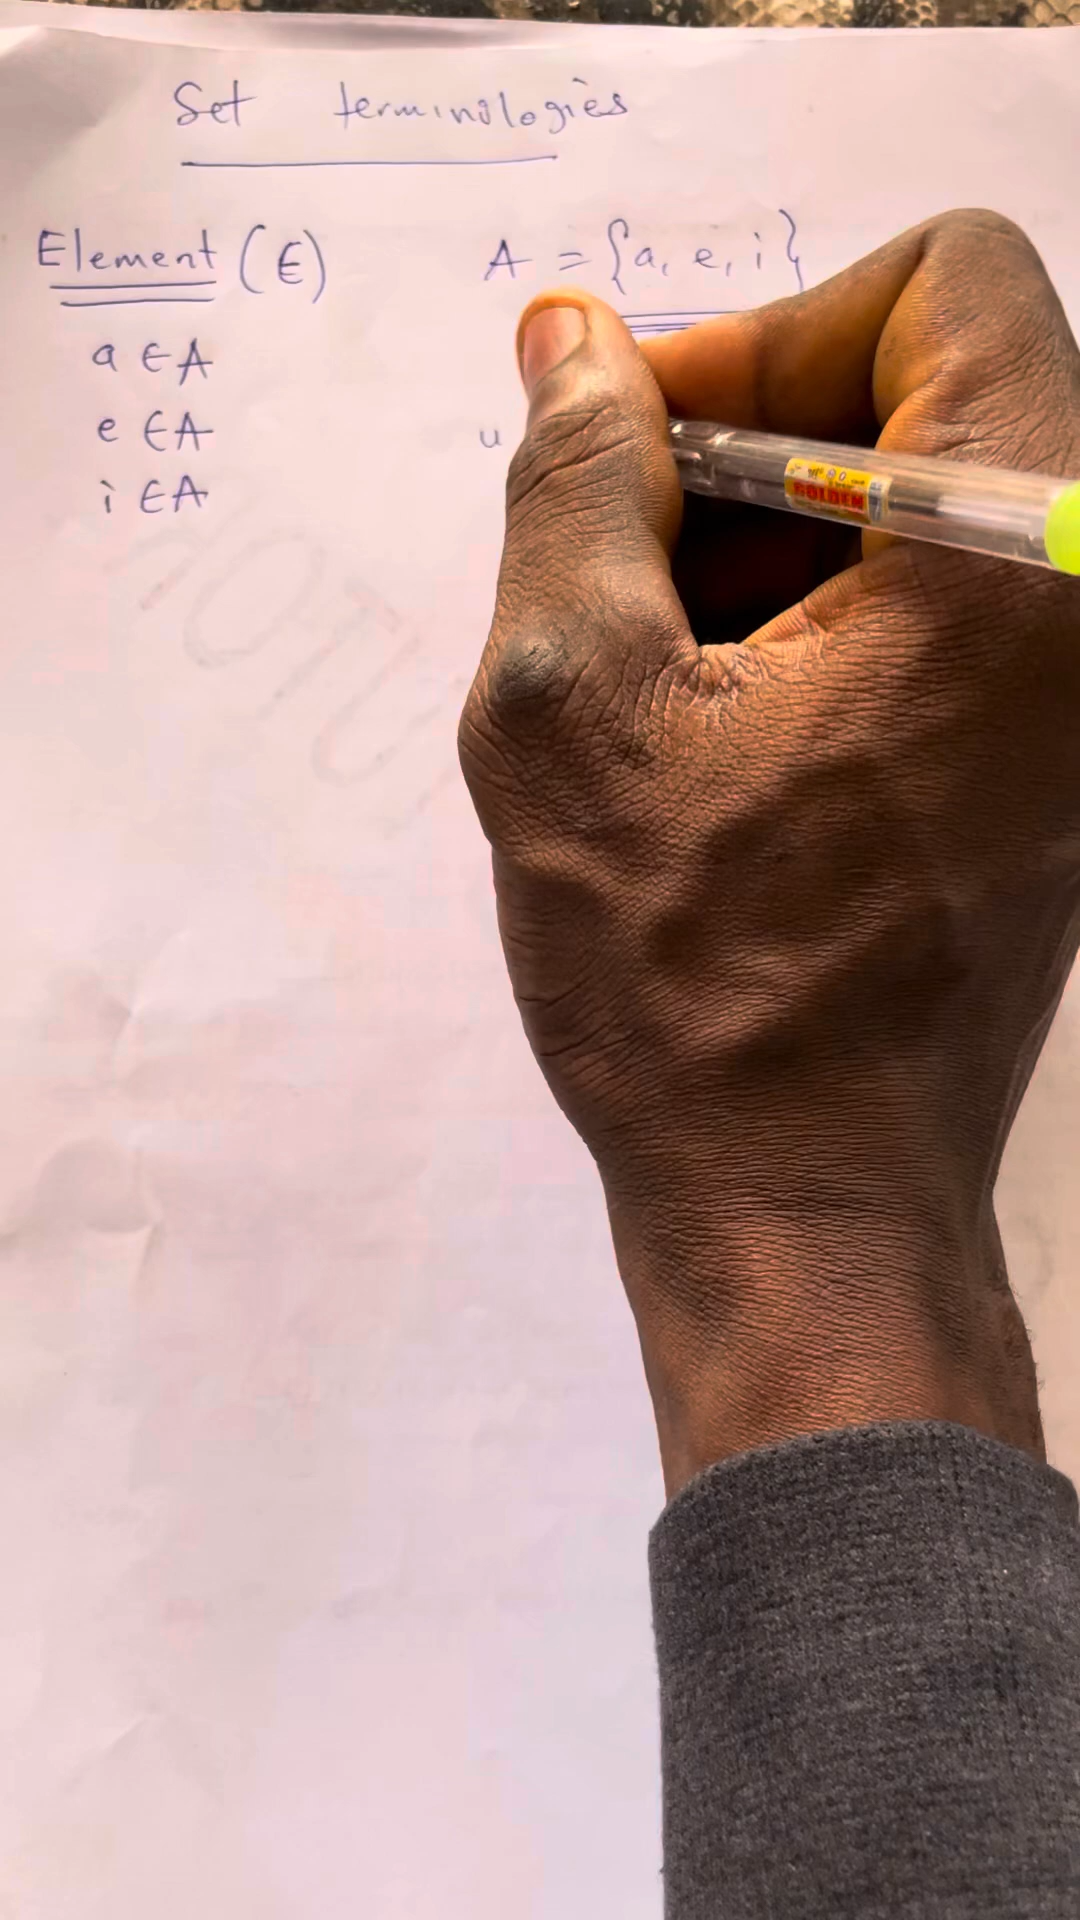 Set terminologies
Element (∈) A = {a, e, i}
a ∈ A
e ∈ A u
i ∈ A
GOLDEN